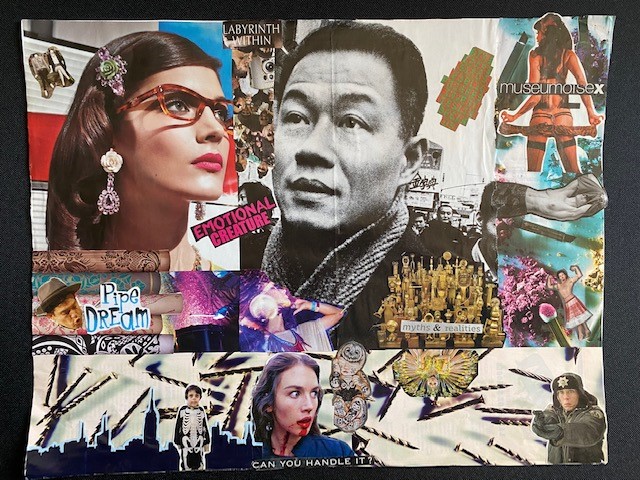 LABYRINTH
WITHIN
museumofsex
EMOTIONAL
CREATURE
Pipe
DREAM
myths & realities
CAN YOU HANDLE IT?